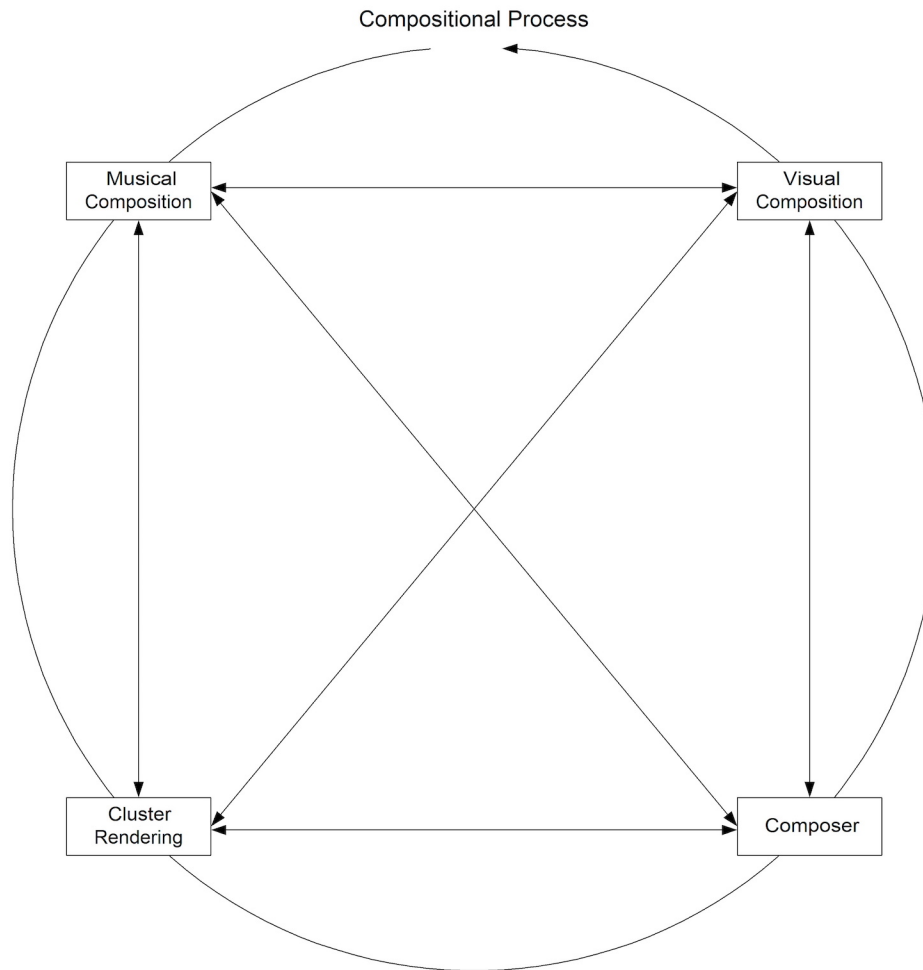 Compositional Process
Musical
Composition
Visual
Composition
Cluster
Rendering
Composer